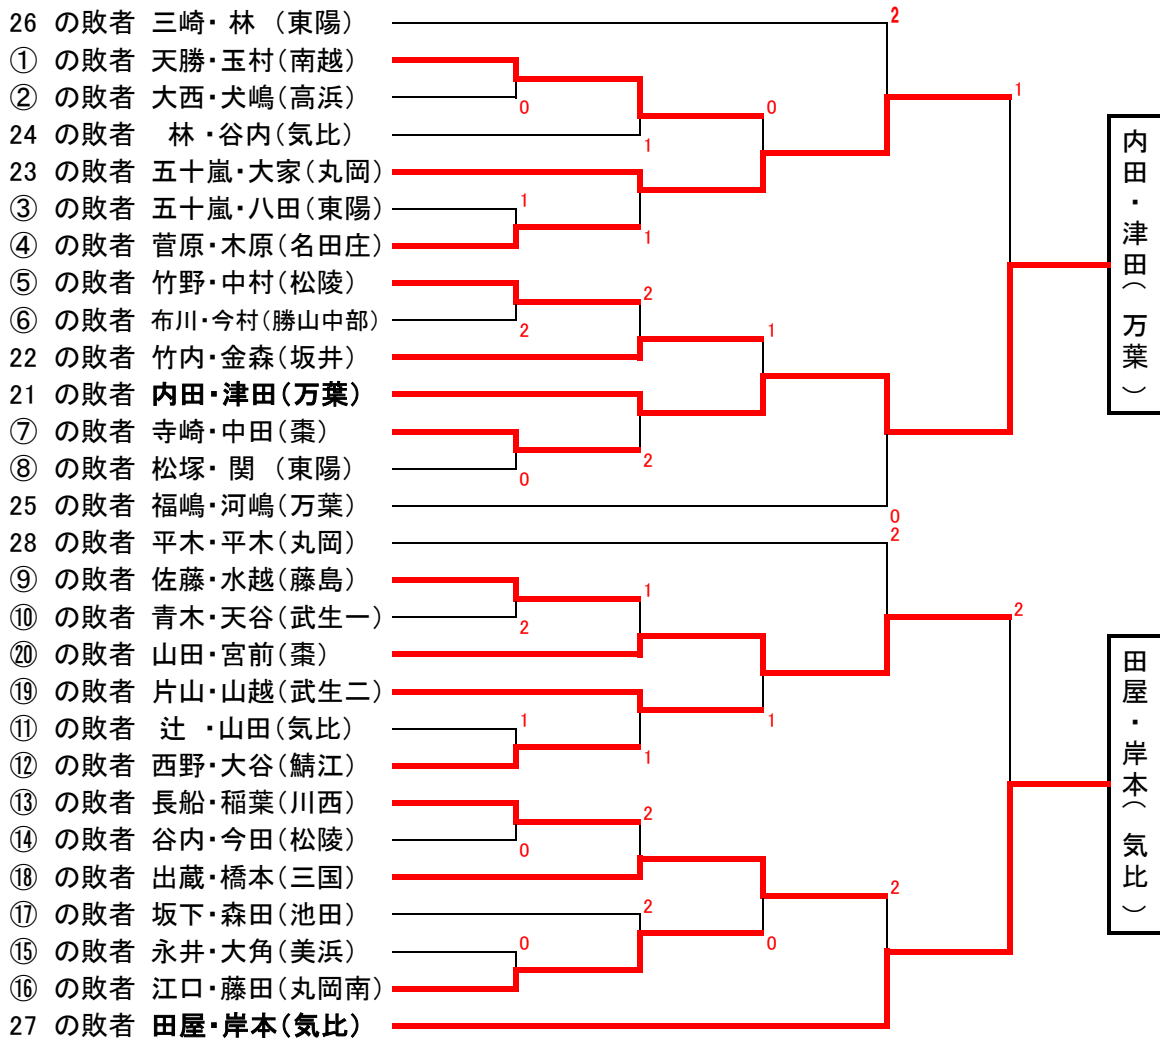 26 の敗者 三崎・ 林 (東陽)
① の敗者 天勝・玉村(南越)
② の敗者 大西・犬嶋(高浜)
24 の敗者 林 ・谷内(気比)
23 の敗者 五十嵐・大家(丸岡)
③ の敗者 五十嵐・八田(東陽)
④ の敗者 菅原・木原(名田庄)
⑤ の敗者 竹野・中村(松陵)
⑥ の敗者 布川・今村(勝山中部)
22 の敗者 竹内・金森(坂井)
21 の敗者 内田・津田(万葉)
⑦ の敗者 寺崎・中田(棗)
⑧ の敗者 松塚・ 関 (東陽)
25 の敗者 福嶋・河嶋(万葉)
28 の敗者 平木・平木(丸岡)
⑨ の敗者 佐藤・水越(藤島)
⑩ の敗者 青木・天谷(武生一)
⑳ の敗者 山田・宮前(棗)
⑲ の敗者 片山・山越(武生二)
⑪ の敗者 辻 ・山田(気比)
⑫ の敗者 西野・大谷(鯖江)
⑬ の敗者 長船・稲葉(川西)
⑭ の敗者 谷内・今田(松陵)
⑱ の敗者 出蔵・橋本(三国)
⑰ の敗者 坂下・森田(池田)
⑮ の敗者 永井・大角(美浜)
⑯ の敗者 江口・藤田(丸岡南)
27 の敗者 田屋・岸本(気比)
0
1
2
0
2
0
1
0
1
1
1
2
2
1
1
2
2
0
1
1
0
2
0
2
2
1
2
内田・津田(万葉)
田屋・岸本(気比)